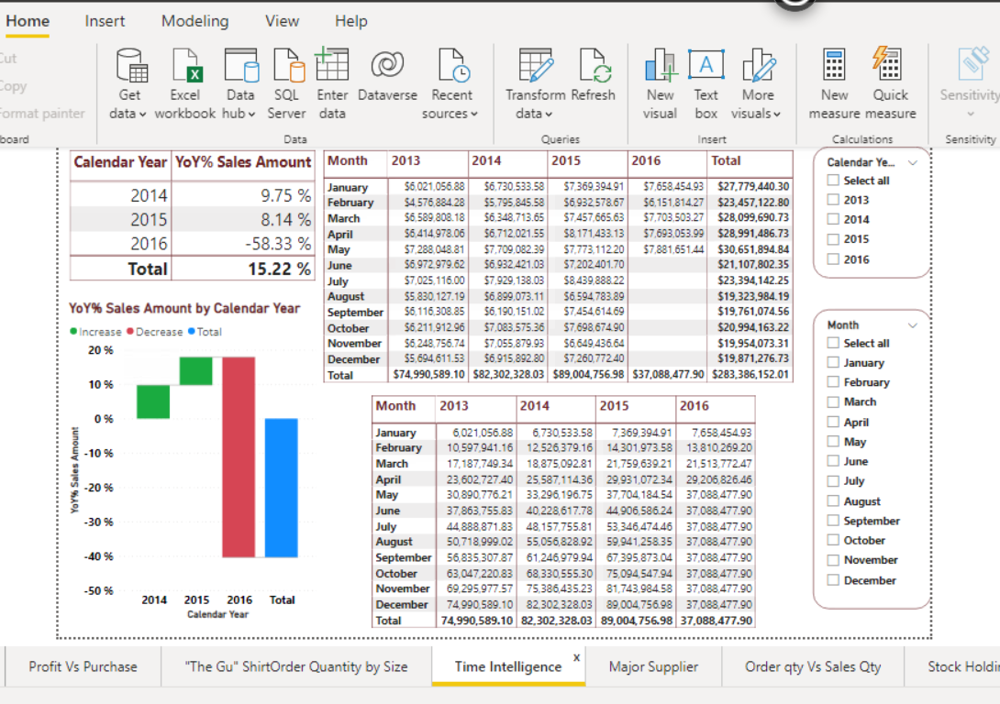 Home Insert Modeling View Help
Cut
Copy
Format painter
Get data Excel workbook Data hub SQL Server Enter data Dataverse Recent sources
Transform data Refresh
New visual Text box More visuals
New measure Quick measure
Sensitivity
board Data Queries Insert Calculations Sensitivity
Calendar Year YoY% Sales Amount
2014 9.75 %
2015 8.14 %
2016 -58.33 %
Total 15.22 %
Month 2013 2014 2015 2016 Total
January $6,021,056.88 $6,730,533.58 $7,369,394.91 $7,658,454.93 $27,779,440.30
February $4,576,884.28 $5,795,845.58 $6,932,578.67 $6,151,814.27 $23,457,122.80
March $6,589,808.18 $6,348,713.65 $7,457,665.63 $7,703,503.27 $28,099,690.73
April $6,414,978.06 $6,712,021.55 $8,171,433.13 $7,693,053.99 $28,991,486.73
May $7,288,048.81 $7,709,082.39 $7,773,112.20 $7,881,651.44 $30,651,894.84
June $6,972,979.62 $6,932,421.03 $7,202,401.70 $21,107,802.35
July $7,025,116.00 $7,929,138.03 $8,439,888.22 $23,394,142.25
August $5,830,127.19 $6,899,073.11 $6,594,783.89 $19,323,984.19
September $6,116,308.85 $6,190,151.02 $7,454,614.69 $19,761,074.56
October $6,211,912.96 $7,083,575.36 $7,698,674.90 $20,994,163.22
November $6,248,756.74 $7,055,879.93 $6,649,436.64 $19,954,073.31
December $5,694,611.53 $6,915,892.80 $7,260,772.40 $19,871,276.73
Total $74,990,589.10 $82,302,328.03 $89,004,756.98 $37,088,477.90 $283,386,152.01
YoY% Sales Amount by Calendar Year
Increase Decrease Total
20 %
10 %
0 %
-10 %
-20 %
-30 %
-40 %
-50 %
YoY% Sales Amount
2014 2015 2016 Total
Calendar Year
Month 2013 2014 2015 2016
January 6,021,056.88 6,730,533.58 7,369,394.91 7,658,454.93
February 10,597,941.16 12,526,379.16 14,301,973.58 13,810,269.20
March 17,187,749.34 18,875,092.81 21,759,639.21 21,513,772.47
April 23,602,727.40 25,587,114.36 29,931,072.34 29,206,826.46
May 30,890,776.21 33,296,196.75 37,704,184.54 37,088,477.90
June 37,863,755.83 40,228,617.78 44,906,586.24 37,088,477.90
July 44,888,871.83 48,157,755.81 53,346,474.46 37,088,477.90
August 50,718,999.02 55,056,828.92 59,941,258.35 37,088,477.90
September 56,835,307.87 61,246,979.94 67,395,873.04 37,088,477.90
October 63,047,220.83 68,330,555.30 75,094,547.94 37,088,477.90
November 69,295,977.57 75,386,435.23 81,743,984.58 37,088,477.90
December 74,990,589.10 82,302,328.03 89,004,756.98 37,088,477.90
Total 74,990,589.10 82,302,328.03 89,004,756.98 37,088,477.90
Calendar Ye...
Select all
2013
2014
2015
2016
Month
Select all
January
February
March
April
May
June
July
August
September
October
November
December
Profit Vs Purchase "The Gu" ShirtOrder Quantity by Size Time Intelligence x Major Supplier Order qty Vs Sales Qty Stock Holdi